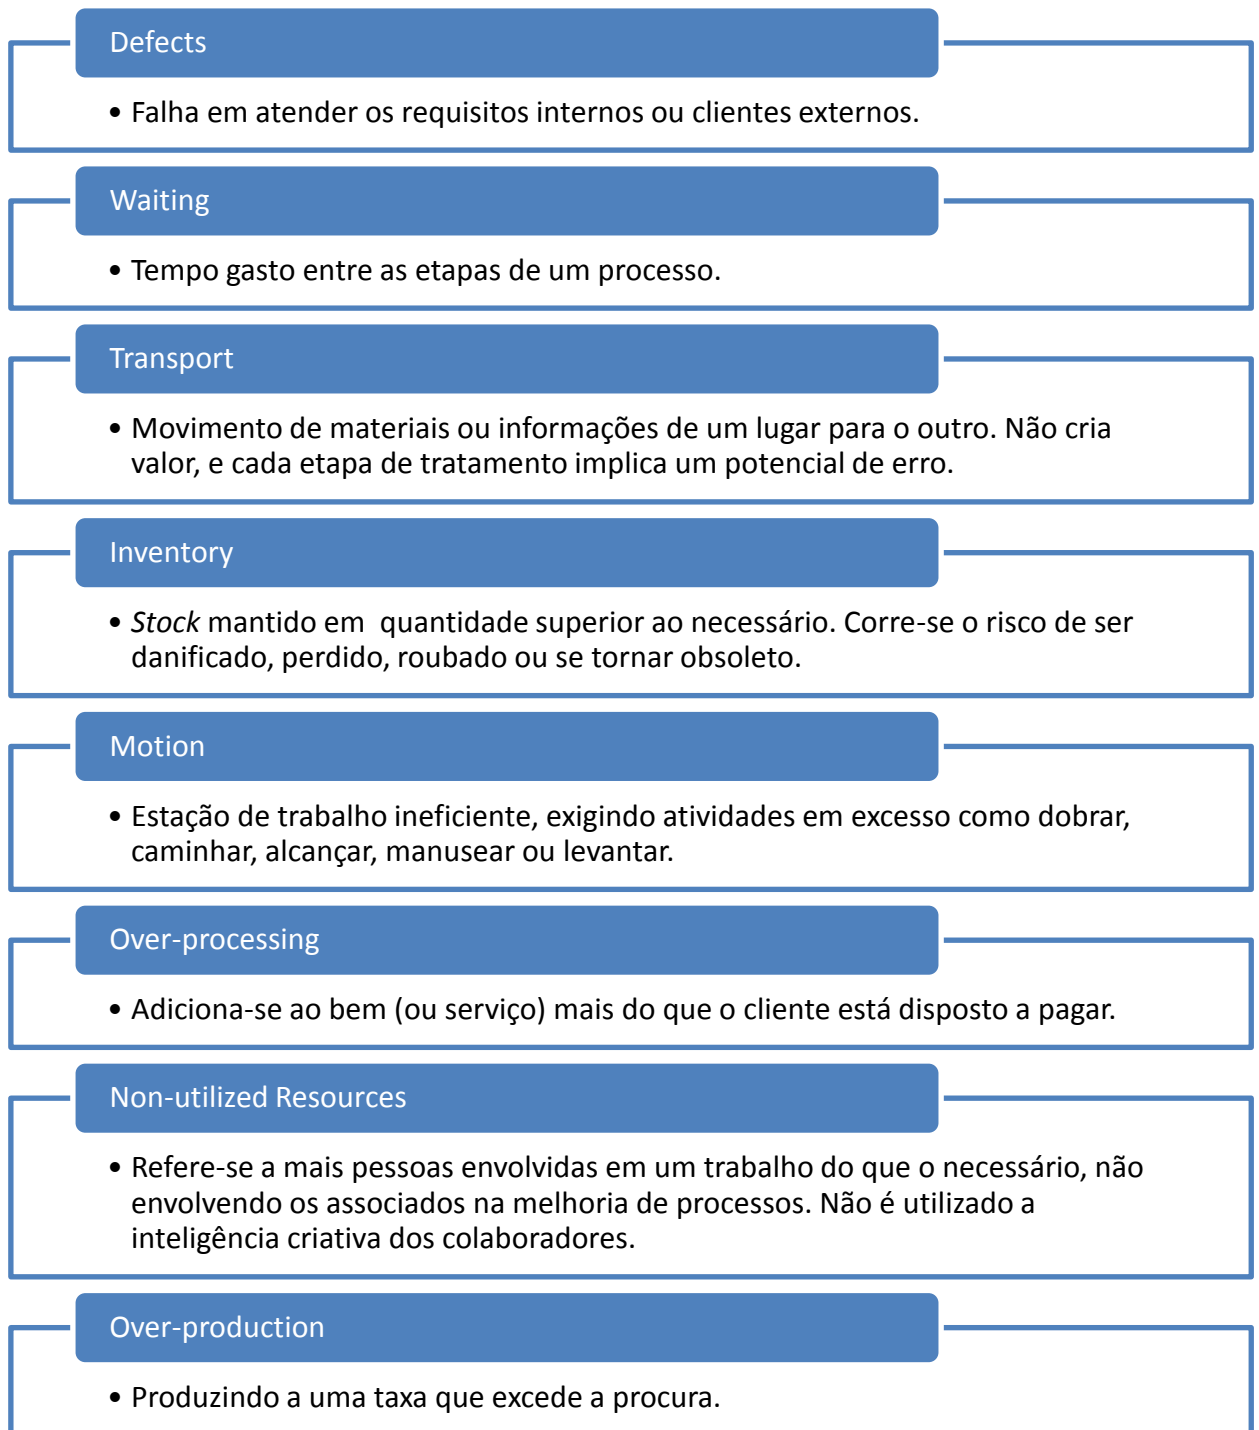 Defects
• Falha em atender os requisitos internos ou clientes externos.
Waiting
• Tempo gasto entre as etapas de um processo.
Transport
• Movimento de materiais ou informações de um lugar para o outro. Não cria
valor, e cada etapa de tratamento implica um potencial de erro.
Inventory
• Stock mantido em quantidade superior ao necessário. Corre-se o risco de ser
danificado, perdido, roubado ou se tornar obsoleto.
Motion
• Estação de trabalho ineficiente, exigindo atividades em excesso como dobrar,
caminhar, alcançar, manusear ou levantar.
Over-processing
• Adiciona-se ao bem (ou serviço) mais do que o cliente está disposto a pagar.
Non-utilized Resources
• Refere-se a mais pessoas envolvidas em um trabalho do que o necessário, não
envolvendo os associados na melhoria de processos. Não é utilizado a
inteligência criativa dos colaboradores.
Over-production
• Produzindo a uma taxa que excede a procura.